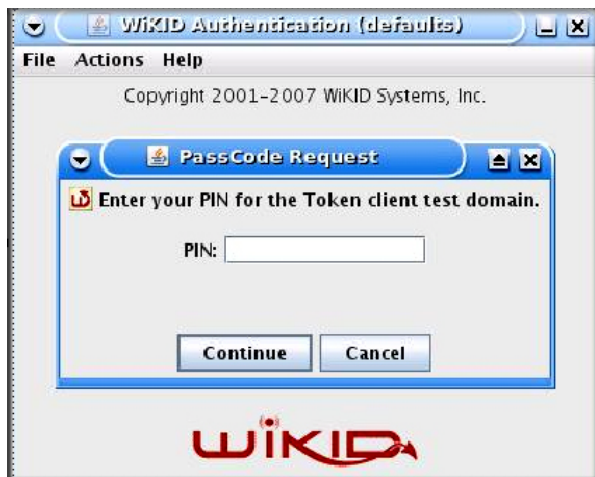 WiKID Authentication (defaults)
File Actions Help
Copyright 2001-2007 WiKID Systems, Inc.
PassCode Request
Enter your PIN for the Token client test domain.
PIN:
Continue Cancel
WiKID